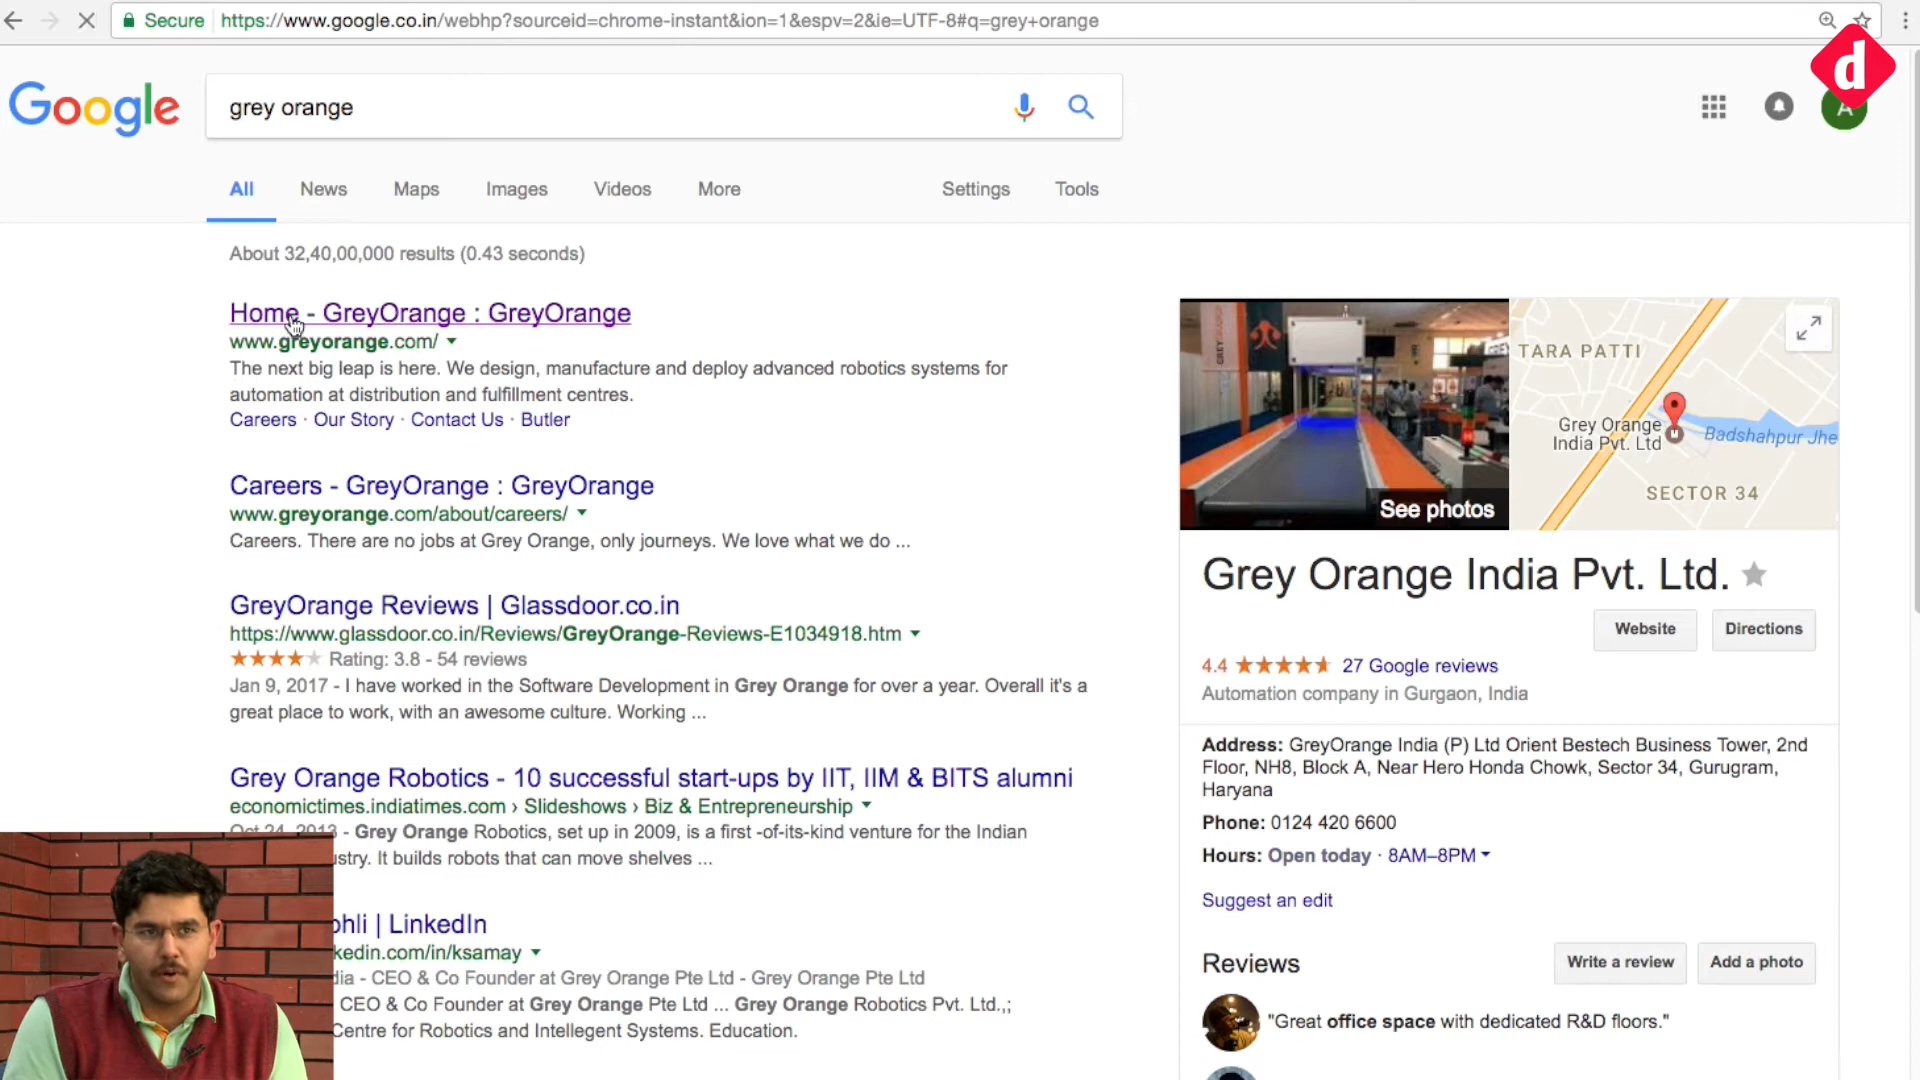 Secure https://www.google.co.in/webhp?sourceid=chrome-instant&ion=1&espv=2&ie=UTF-8#q=grey+orange
d
Google
grey orange
A
All News Maps Images Videos More Settings Tools
About 32,40,00,000 results (0.43 seconds)
Home - GreyOrange : GreyOrange
www.greyorange.com/
The next big leap is here. We design, manufacture and deploy advanced robotics systems for
automation at distribution and fulfillment centres.
Careers · Our Story · Contact Us · Butler
Careers - GreyOrange : GreyOrange
www.greyorange.com/about/careers/
Careers. There are no jobs at Grey Orange, only journeys. We love what we do ...
GreyOrange Reviews | Glassdoor.co.in
https://www.glassdoor.co.in/Reviews/GreyOrange-Reviews-E1034918.htm
Rating: 3.8 - 54 reviews
Jan 9, 2017 - I have worked in the Software Development in Grey Orange for over a year. Overall it's a
great place to work, with an awesome culture. Working ...
Grey Orange Robotics - 10 successful start-ups by IIT, IIM & BITS alumni
economictimes.indiatimes.com › Slideshows › Biz & Entrepreneurship
Oct 24, 2013 - Grey Orange Robotics, set up in 2009, is a first -of-its-kind venture for the Indian
ustry. It builds robots that can move shelves ...
ohli | LinkedIn
kedin.com/in/ksamay
dia - CEO & Co Founder at Grey Orange Pte Ltd - Grey Orange Pte Ltd
CEO & Co Founder at Grey Orange Pte Ltd ... Grey Orange Robotics Pvt. Ltd.,;
Centre for Robotics and Intellegent Systems. Education.
See photos
TARA PATTI
Grey Orange
India Pvt. Ltd
Badshahpur Jhe
SECTOR 34
Grey Orange India Pvt. Ltd.
Website Directions
4.4 27 Google reviews
Automation company in Gurgaon, India
Address: GreyOrange India (P) Ltd Orient Bestech Business Tower, 2nd
Floor, NH8, Block A, Near Hero Honda Chowk, Sector 34, Gurugram,
Haryana
Phone: 0124 420 6600
Hours: Open today · 8AM–8PM
Suggest an edit
Reviews Write a review Add a photo
"Great office space with dedicated R&D floors."